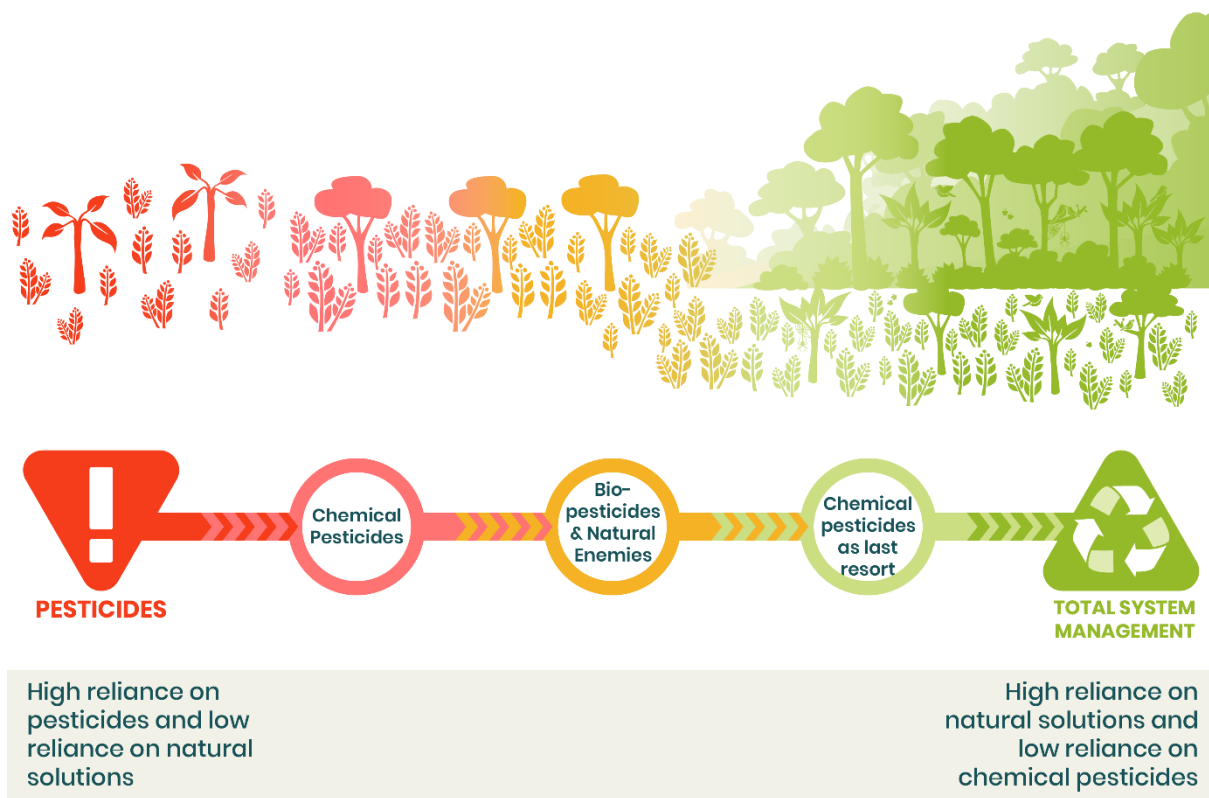 Chemical
Pesticides
Bio-
pesticides
& Natural
Enemies
Chemical
pesticides
as last
resort
PESTICIDES
TOTAL SYSTEM
MANAGEMENT
High reliance on
pesticides and low
reliance on natural
solutions
High reliance on
natural solutions and
low reliance on
chemical pesticides